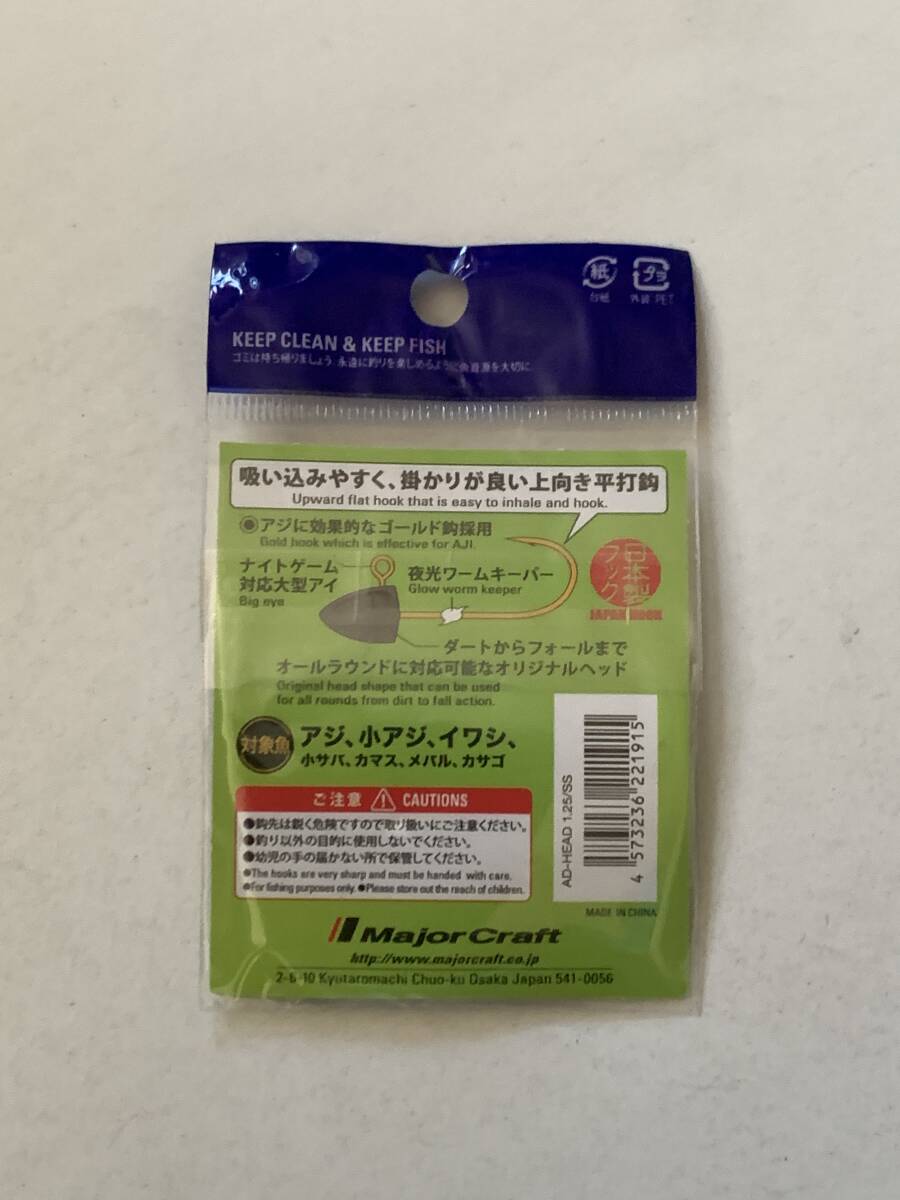 紙
プラ
台紙
外袋:PET
KEEP CLEAN & KEEP FISH
ゴミは持ち帰りましょう。永遠に釣りを楽しめるように魚資源を大切に。
吸い込みやすく、掛かりが良い上向き平打鈎
Upward flat hook that is easy to inhale and hook.
◉アジに効果的なゴールド鈎採用
Gold hook which is effective for AJI.
ナイトゲーム
対応大型アイ
Big eye
夜光ワームキーパー
Glow worm keeper
日本製
フック
JAPAN HOOK
ダートからフォールまで
オールラウンドに対応可能なオリジナルヘッド
Original head shape that can be used
for all rounds from dirt to fall action.
対象魚
アジ、小アジ、イワシ、
小サバ、カマス、メバル、カサゴ
ご注意 CAUTIONS
●鈎先は鋭く危険ですので取り扱いにご注意ください。
●釣り以外の目的に使用しないでください。
●幼児の手の届かない所で保管してください。
●The hooks are very sharp and must be handed with care.
●For fishing purposes only. ●Please store out the reach of children.
AD-HEAD 1.25/SS
4 573236 221915
MADE IN CHINA
MajorCraft
http://www.majorcraft.co.jp
2-6-10 Kyutaromachi Chuo-ku Osaka Japan 541-0056